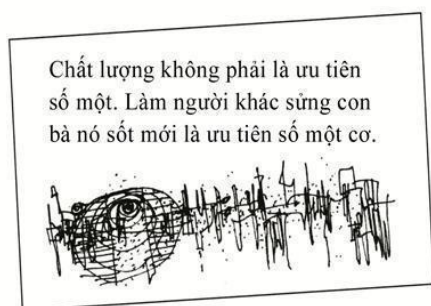 Chất lượng không phải là ưu tiên
số một. Làm người khác sửng con
bà nó sốt mới là ưu tiên số một cơ.